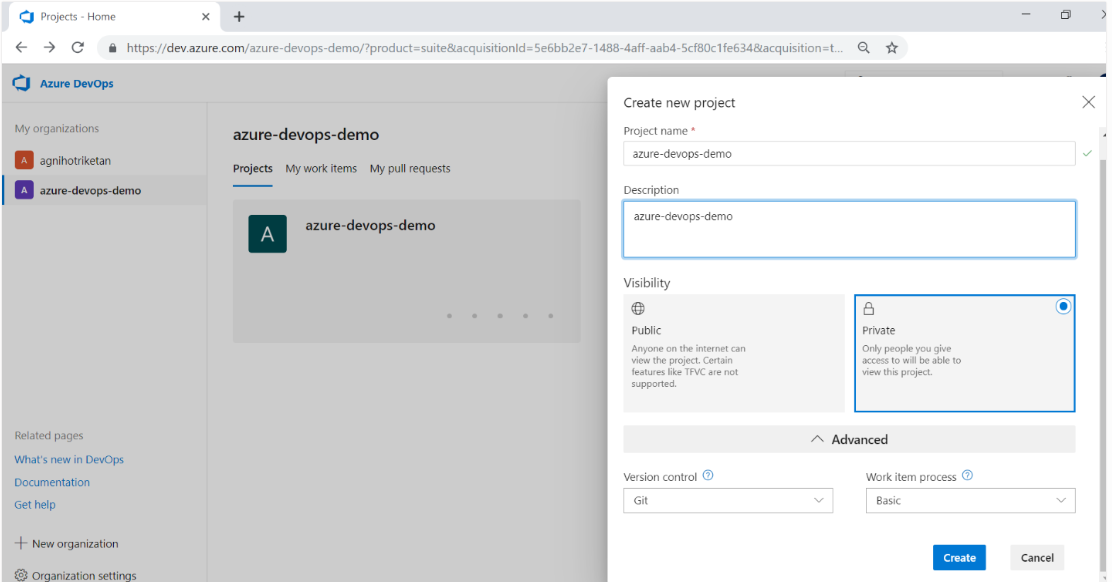 Projects - Home
https://dev.azure.com/azure-devops-demo/?product=suite&acquisitionId=5e6bb2e7-1488-4aff-aab4-5cf80c1fe634&acquisition=t...
Azure DevOps
My organizations
A agnihotriketan
A azure-devops-demo
azure-devops-demo
Projects My work items My pull requests
A azure-devops-demo
Related pages
What's new in DevOps
Documentation
Get help
New organization
Organization settings
Create new project
Project name *
azure-devops-demo
Description
azure-devops-demo
Visibility
Public
Anyone on the internet can
view the project. Certain
features like TFVC are not
supported.
Private
Only people you give
access to will be able to
view this project.
Advanced
Version control ?
Git
Work item process ?
Basic
Create Cancel